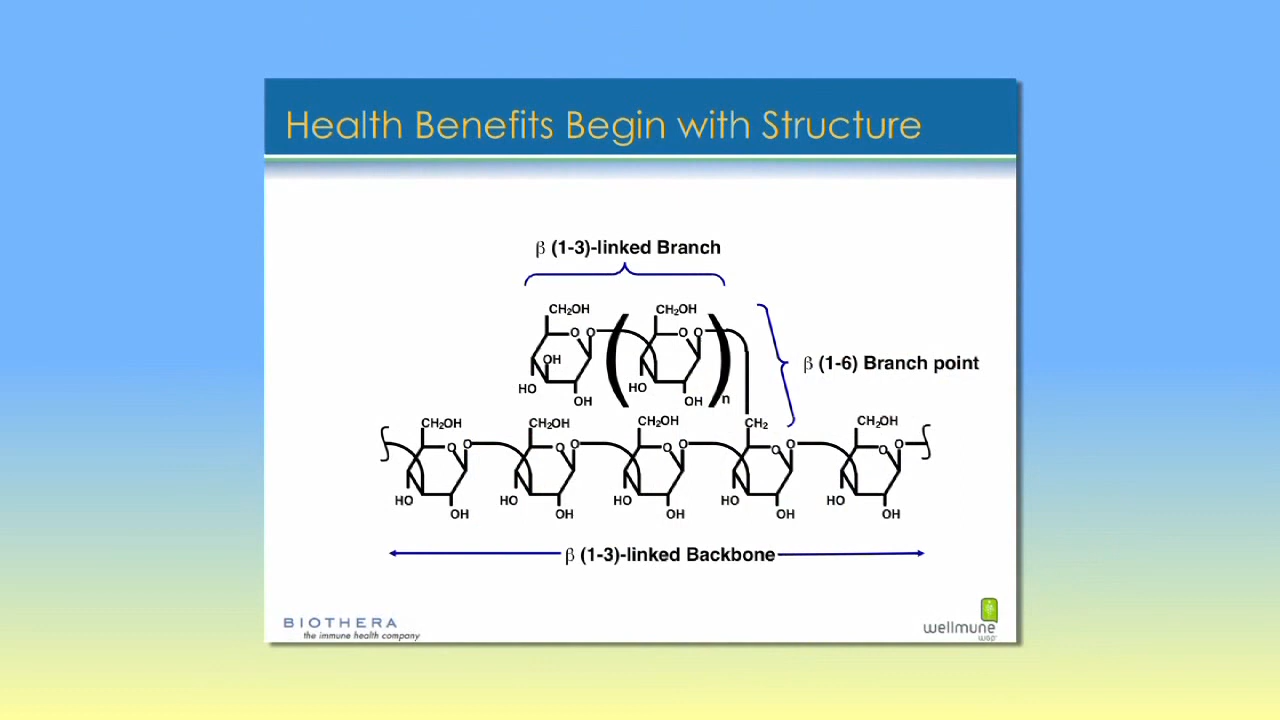 Health Benefits Begin with Structure
β (1-3)-linked Branch
CH₂OH CH₂OH
O O O O
OH
HO HO
OH OH n
β (1-6) Branch point
CH₂OH CH₂OH CH₂OH CH₂ CH₂OH
O O O O O O O O O O
HO HO HO HO HO
OH OH OH OH OH
β (1-3)-linked Backbone
BIOTHERA
the immune health company
wellmune
WGP